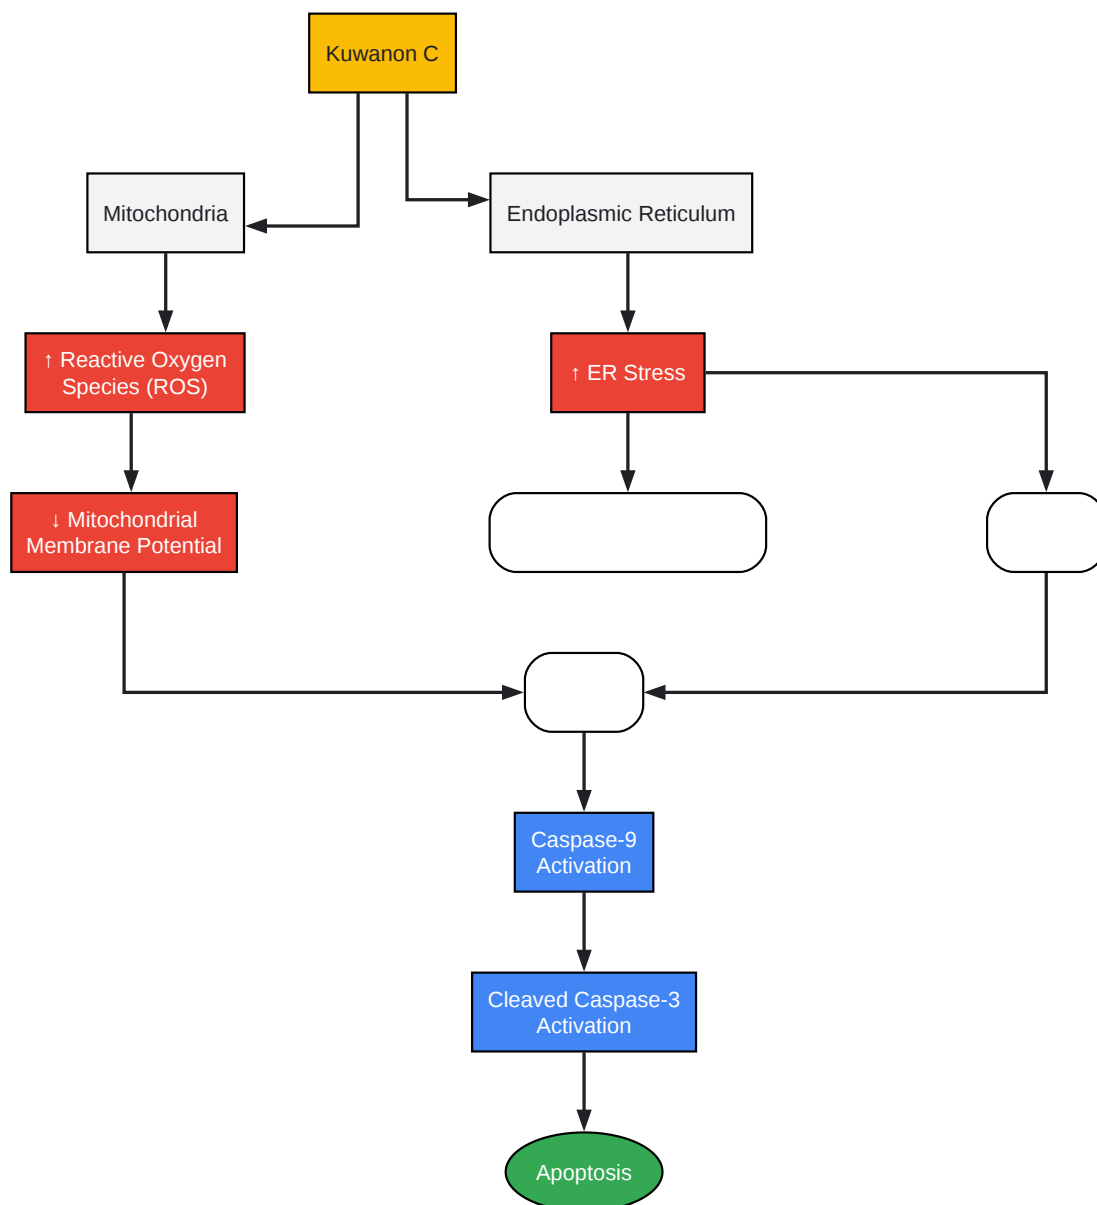 Kuwanon C
Mitochondria
Endoplasmic Reticulum
↑ Reactive Oxygen
Species (ROS)
↑ ER Stress
↓ Mitochondrial
Membrane Potential
Caspase-9
Activation
Cleaved Caspase-3
Activation
Apoptosis